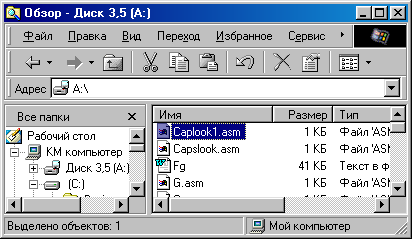 Обзор - Диск 3,5 (A:)
Файл Правка Вид Переход Избранное Сервис
Адрес A:\
Все папки
Рабочий стол
КМ компьютер
Диск 3,5 (A:)
(C:)
Имя Размер Тип
Caplook1.asm 1 КБ Файл 'ASM
Capslook.asm 1 КБ Файл 'ASM
Fg 41 КБ Текст в ф
G.asm 1 КБ Файл 'ASM
Выделено объектов: 1 Мой компьютер